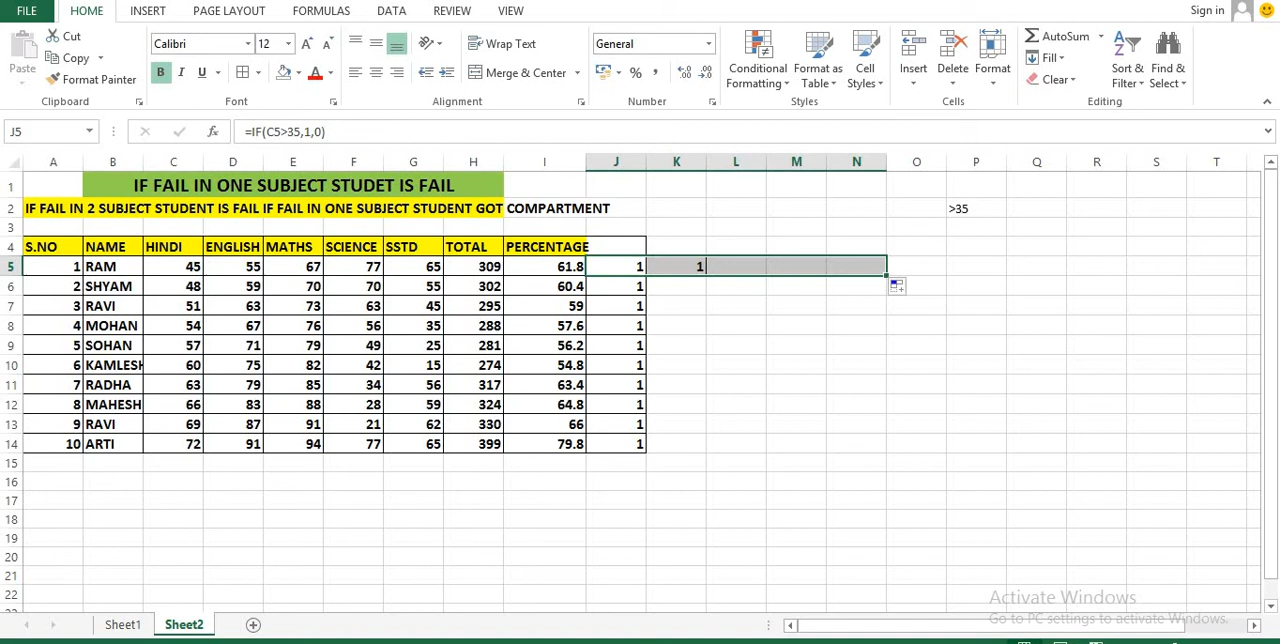 FILE HOME INSERT PAGE LAYOUT FORMULAS DATA REVIEW VIEW Sign in
Paste Cut Copy Format Painter Clipboard
Calibri 12 A A B I U A Font
Wrap Text Merge & Center Alignment
General % , Number
Conditional Formatting Format as Table Cell Styles Styles
Insert Delete Format Cells
AutoSum Fill Clear Sort & Filter Find & Select Editing
J5 fx =IF(C5>35,1,0)
A B C D E F G H I J K L M N O P Q R S T
1 IF FAIL IN ONE SUBJECT STUDET IS FAIL
2 IF FAIL IN 2 SUBJECT STUDENT IS FAIL IF FAIL IN ONE SUBJECT STUDENT GOT COMPARTMENT >35
3
4 S.NO NAME HINDI ENGLISH MATHS SCIENCE SSTD TOTAL PERCENTAGE
5 1 RAM 45 55 67 77 65 309 61.8 1 1
6 2 SHYAM 48 59 70 70 55 302 60.4 1
7 3 RAVI 51 63 73 63 45 295 59 1
8 4 MOHAN 54 67 76 56 35 288 57.6 1
9 5 SOHAN 57 71 79 49 25 281 56.2 1
10 6 KAMLESH 60 75 82 42 15 274 54.8 1
11 7 RADHA 63 79 85 34 56 317 63.4 1
12 8 MAHESH 66 83 88 28 59 324 64.8 1
13 9 RAVI 69 87 91 21 62 330 66 1
14 10 ARTI 72 91 94 77 65 399 79.8 1
15
16
17
18
19
20
21
22
Activate Windows
Go to PC settings to activate Windows.
Sheet1 Sheet2